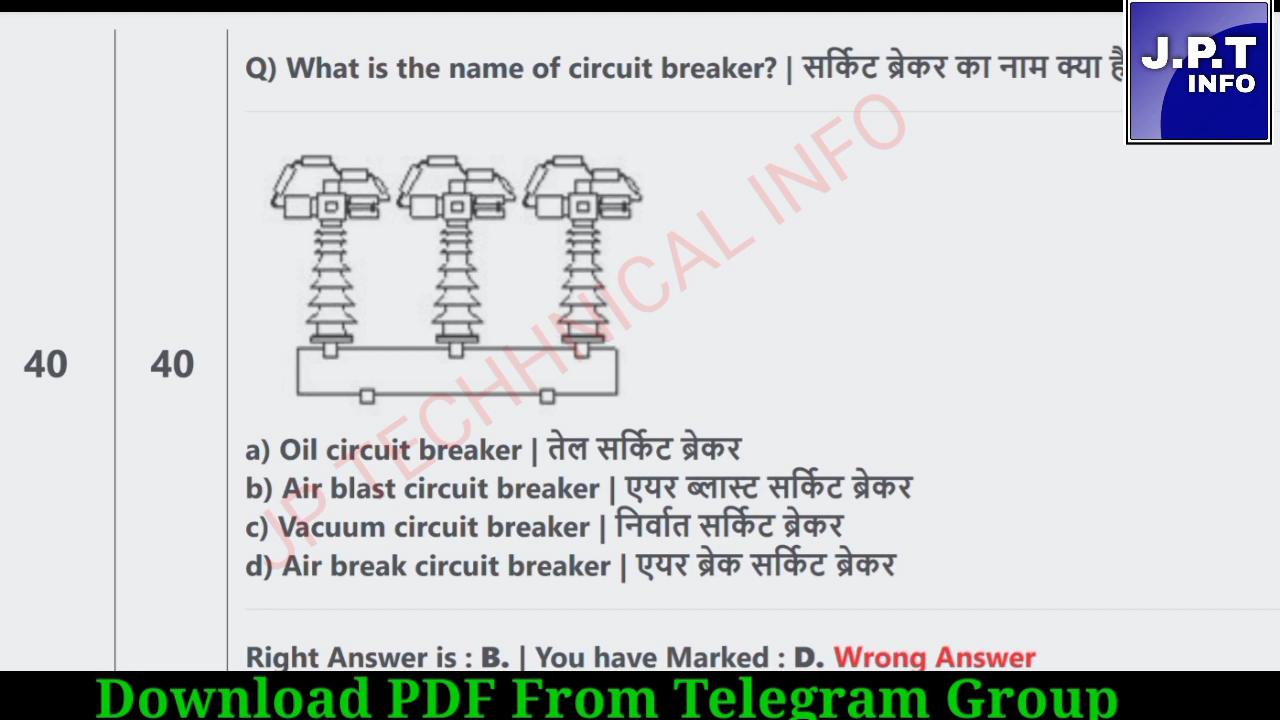 Q) What is the name of circuit breaker? | सर्किट ब्रेकर का नाम क्या है
J.P.T
INFO
JP TECHHNICAL INFO
40
40
a) Oil circuit breaker | तेल सर्किट ब्रेकर
b) Air blast circuit breaker | एयर ब्लास्ट सर्किट ब्रेकर
c) Vacuum circuit breaker | निर्वात सर्किट ब्रेकर
d) Air break circuit breaker | एयर ब्रेक सर्किट ब्रेकर
Right Answer is : B. | You have Marked : D. Wrong Answer
Download PDF From Telegram Group